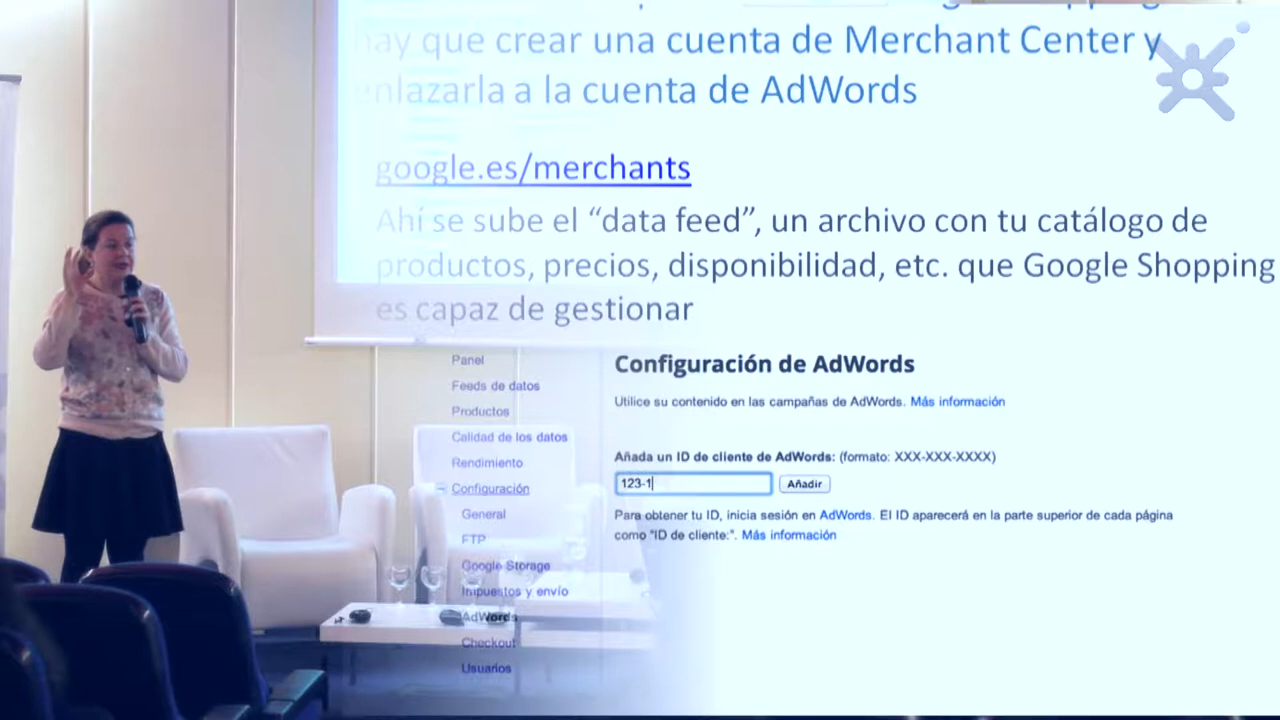 hay que crear una cuenta de Merchant Center y
enlazarla a la cuenta de AdWords
google.es/merchants
Ahí se sube el “data feed”, un archivo con tu catálogo de
productos, precios, disponibilidad, etc. que Google Shopping
es capaz de gestionar
Panel
Feeds de datos
Productos
Calidad de los datos
Rendimiento
Configuración
General
FTP
Google Storage
Impuestos y envío
AdWords
Checkout
Usuarios
Configuración de AdWords
Utilice su contenido en las campañas de AdWords. Más información
Añada un ID de cliente de AdWords: (formato: XXX-XXX-XXXX)
123-1
Añadir
Para obtener tu ID, inicia sesión en AdWords. El ID aparecerá en la parte superior de cada página
como "ID de cliente:". Más información